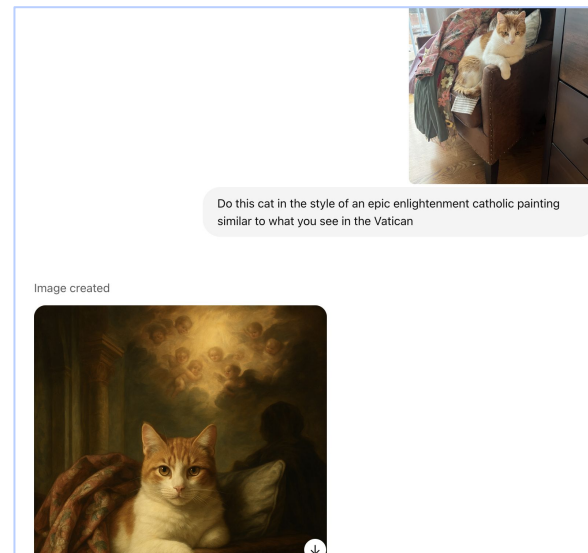 Do this cat in the style of an epic enlightenment catholic painting
similar to what you see in the Vatican
Image created